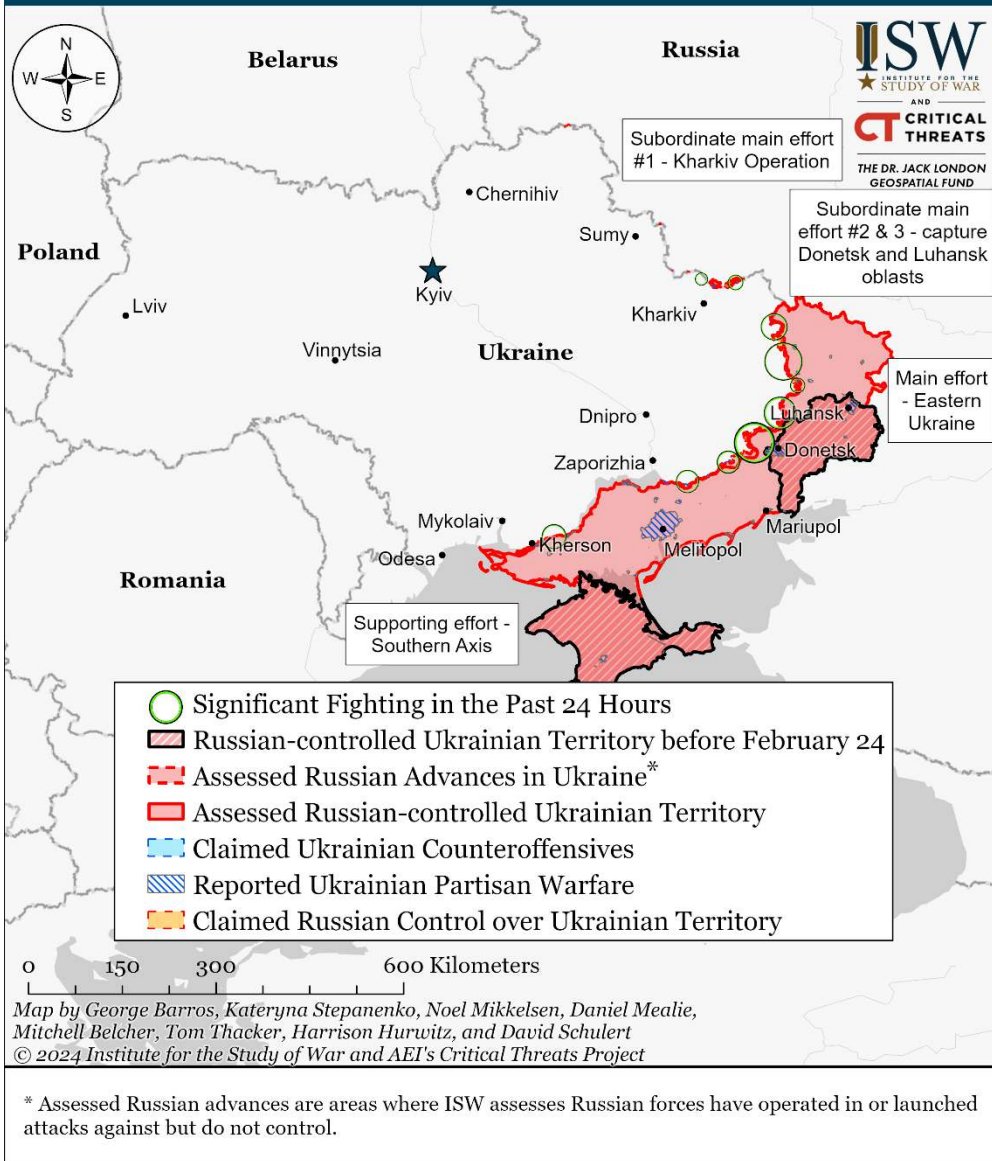 N
W E
S
Belarus
Russia
ISW
INSTITUTE FOR THE
STUDY OF WAR
AND
CT CRITICAL
THREATS
THE DR. JACK LONDON
GEOSPATIAL FUND
Subordinate main effort
#1 - Kharkiv Operation
Subordinate main
effort #2 & 3 - capture
Donetsk and Luhansk
oblasts
Main effort
- Eastern
Ukraine
Chernihiv
Sumy
Poland
Kyiv
Lviv
Kharkiv
Vinnytsia
Ukraine
Dnipro
Luhansk
Donetsk
Zaporizhia
Mykolaiv
Mariupol
Kherson
Odesa
Melitopol
Romania
Supporting effort -
Southern Axis
Significant Fighting in the Past 24 Hours
Russian-controlled Ukrainian Territory before February 24
Assessed Russian Advances in Ukraine*
Assessed Russian-controlled Ukrainian Territory
Claimed Ukrainian Counteroffensives
Reported Ukrainian Partisan Warfare
Claimed Russian Control over Ukrainian Territory
0 150 300 600 Kilometers
Map by George Barros, Kateryna Stepanenko, Noel Mikkelsen, Daniel Mealie,
Mitchell Belcher, Tom Thacker, Harrison Hurwitz, and David Schulert
© 2024 Institute for the Study of War and AEI's Critical Threats Project
* Assessed Russian advances are areas where ISW assesses Russian forces have operated in or launched
attacks against but do not control.